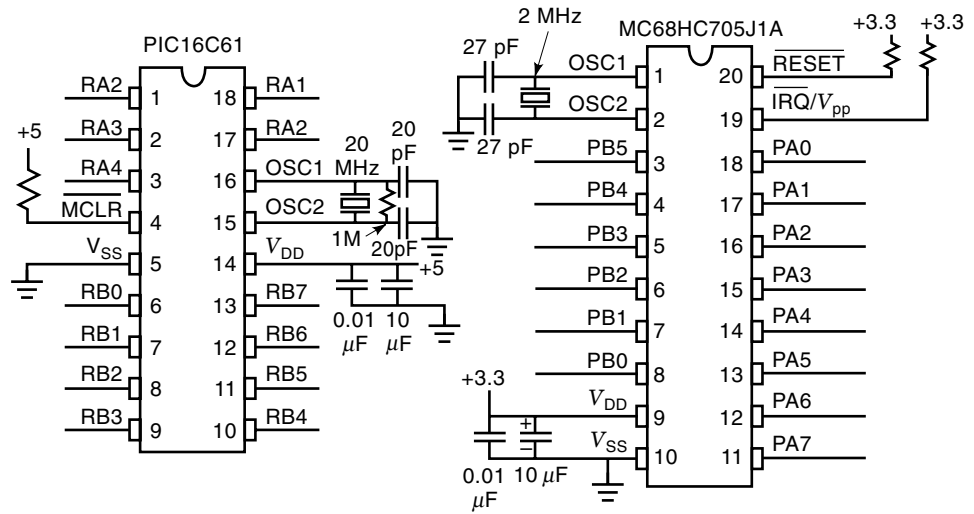 PIC16C61
RA2 1 18 RA1
RA3 2 17 RA2
RA4 3 16 OSC1
MCLR 4 15 OSC2
VSS 5 14 VDD
RB0 6 13 RB7
RB1 7 12 RB6
RB2 8 11 RB5
RB3 9 10 RB4
+5
20
MHz
20
pF
1M
20pF
+5
0.01
µF
10
µF
MC68HC705J1A
2 MHz
27 pF
27 pF
+3.3
+3.3
OSC1 1 20 RESET
OSC2 2 19 IRQ/Vpp
PB5 3 18 PA0
PB4 4 17 PA1
PB3 5 16 PA2
PB2 6 15 PA3
PB1 7 14 PA4
PB0 8 13 PA5
VDD 9 12 PA6
VSS 10 11 PA7
+3.3
+
−
0.01
µF
10 µF